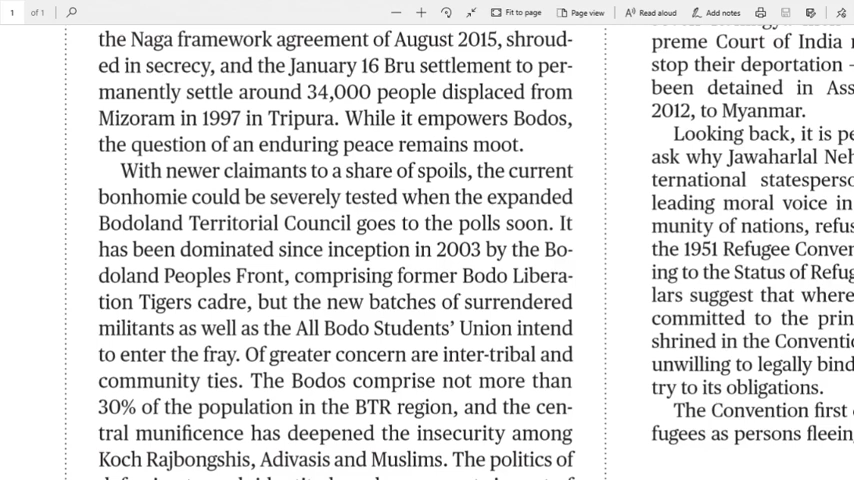 1 of 1 Fit to page Page view Read aloud Add notes
the Naga framework agreement of August 2015, shroud-
ed in secrecy, and the January 16 Bru settlement to per-
manently settle around 34,000 people displaced from
Mizoram in 1997 in Tripura. While it empowers Bodos,
the question of an enduring peace remains moot.
With newer claimants to a share of spoils, the current
bonhomie could be severely tested when the expanded
Bodoland Territorial Council goes to the polls soon. It
has been dominated since inception in 2003 by the Bo-
doland Peoples Front, comprising former Bodo Libera-
tion Tigers cadre, but the new batches of surrendered
militants as well as the All Bodo Students’ Union intend
to enter the fray. Of greater concern are inter-tribal and
community ties. The Bodos comprise not more than
30% of the population in the BTR region, and the cen-
tral munificence has deepened the insecurity among
Koch Rajbongshis, Adivasis and Muslims. The politics of
preme Court of India
stop their deportation –
been detained in Ass
2012, to Myanmar.
Looking back, it is pe
ask why Jawaharlal Neh
ternational statesperso
leading moral voice in
munity of nations, refus
the 1951 Refugee Conven
ing to the Status of Refug
lars suggest that where
committed to the prin
shrined in the Conventio
unwilling to legally bind
try to its obligations.
The Convention first
fugees as persons fleein